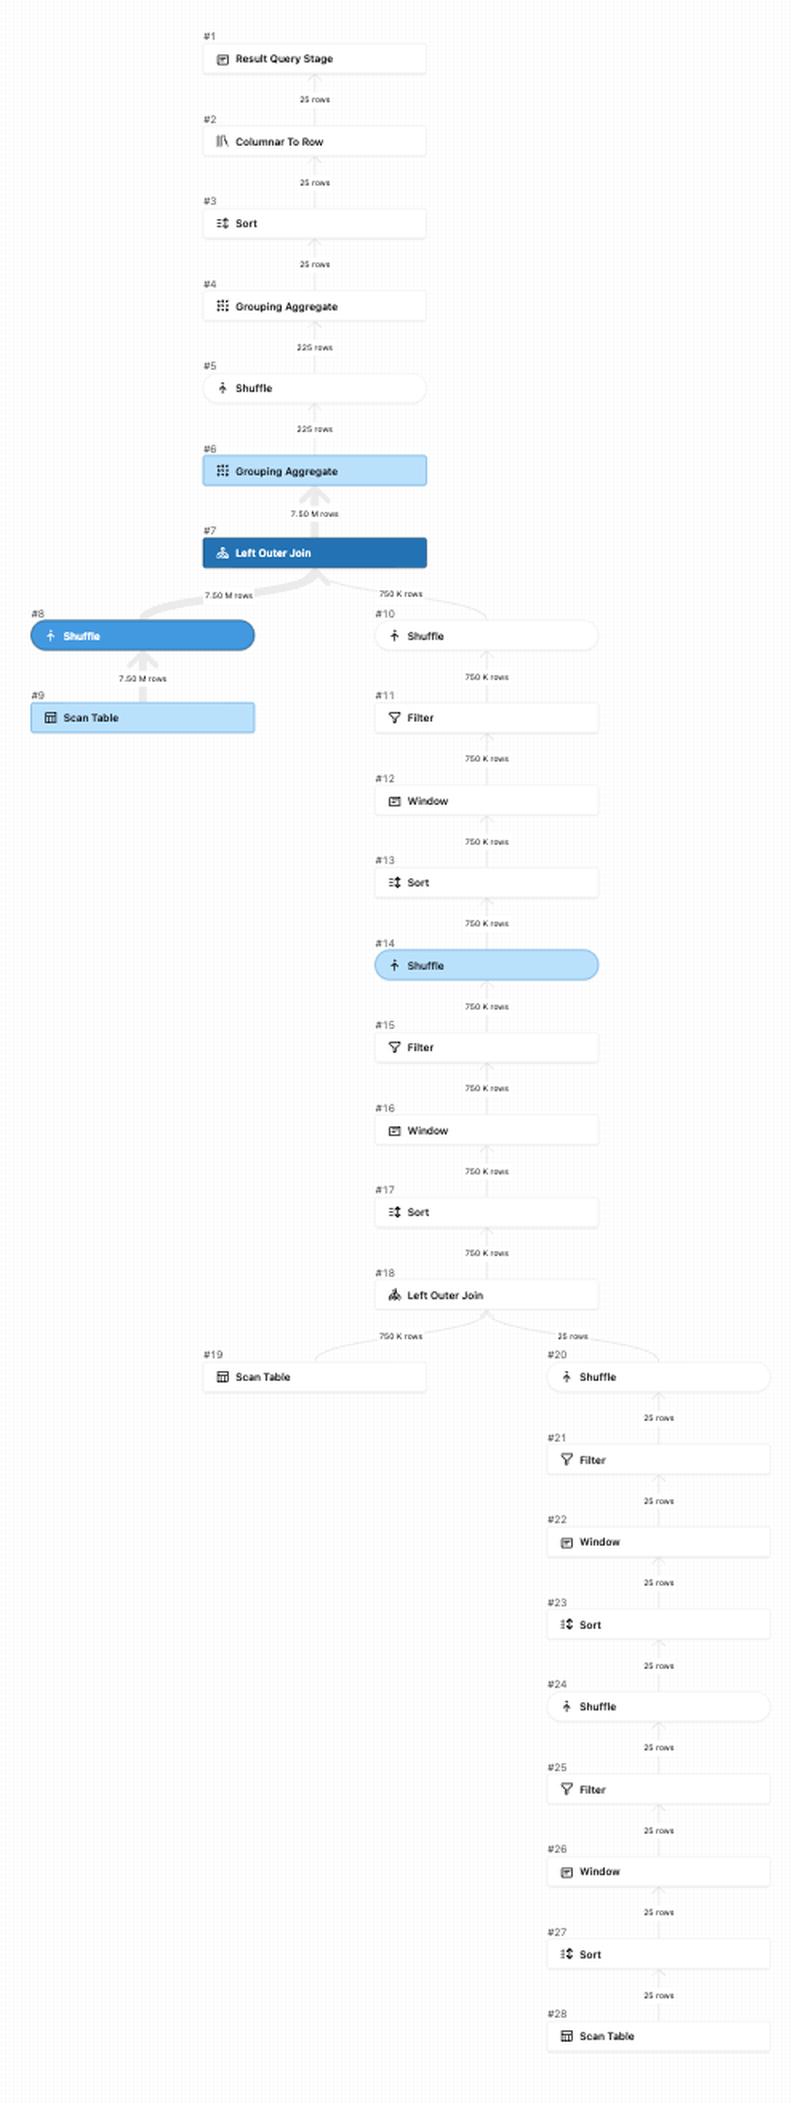 #1
Result Query Stage
25 rows
#2
Columnar To Row
25 rows
#3
Sort
25 rows
#4
Grouping Aggregate
225 rows
#5
Shuffle
225 rows
#6
Grouping Aggregate
7.50 M rows
#7
Left Outer Join
7.50 M rows
750 K rows
#8
Shuffle
7.50 M rows
#9
Scan Table
#10
Shuffle
750 K rows
#11
Filter
750 K rows
#12
Window
750 K rows
#13
Sort
750 K rows
#14
Shuffle
750 K rows
#15
Filter
750 K rows
#16
Window
750 K rows
#17
Sort
750 K rows
#18
Left Outer Join
750 K rows
25 rows
#19
Scan Table
#20
Shuffle
25 rows
#21
Filter
25 rows
#22
Window
25 rows
#23
Sort
25 rows
#24
Shuffle
25 rows
#25
Filter
25 rows
#26
Window
25 rows
#27
Sort
25 rows
#28
Scan Table